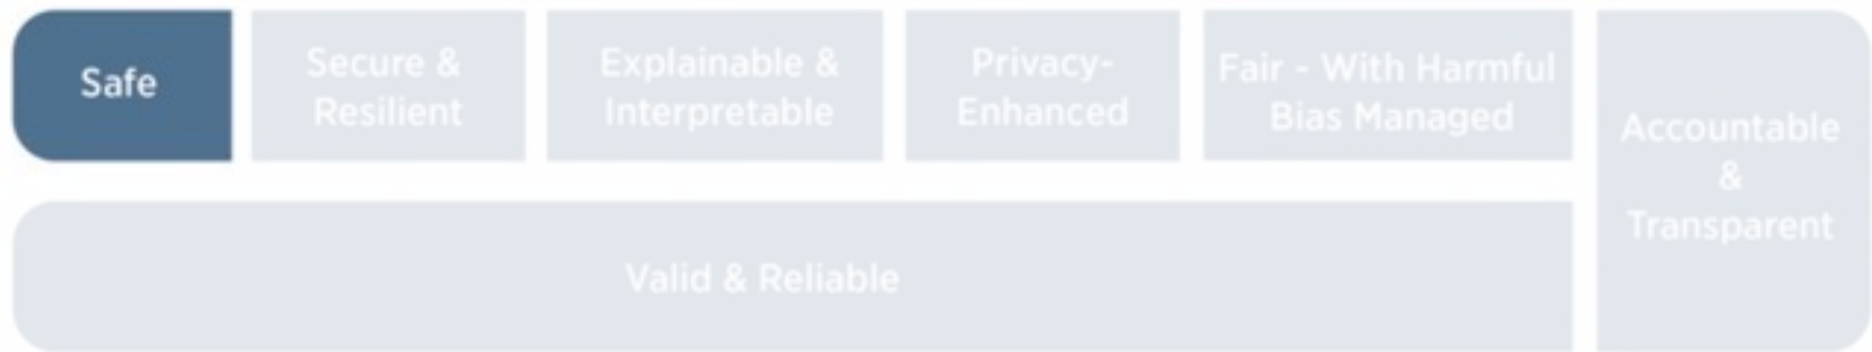 Safe
Secure &
Resilient
Explainable &
Interpretable
Privacy-
Enhanced
Fair - With Harmful
Bias Managed
Accountable
&
Transparent
Valid & Reliable